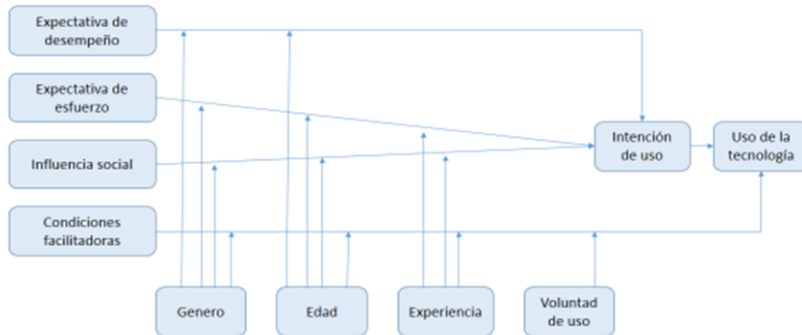 Expectativa de
desempeño
Expectativa de
esfuerzo
Influencia social
Condiciones
facilitadoras
Intención
de uso
Uso de la
tecnología
Genero
Edad
Experiencia
Voluntad
de uso